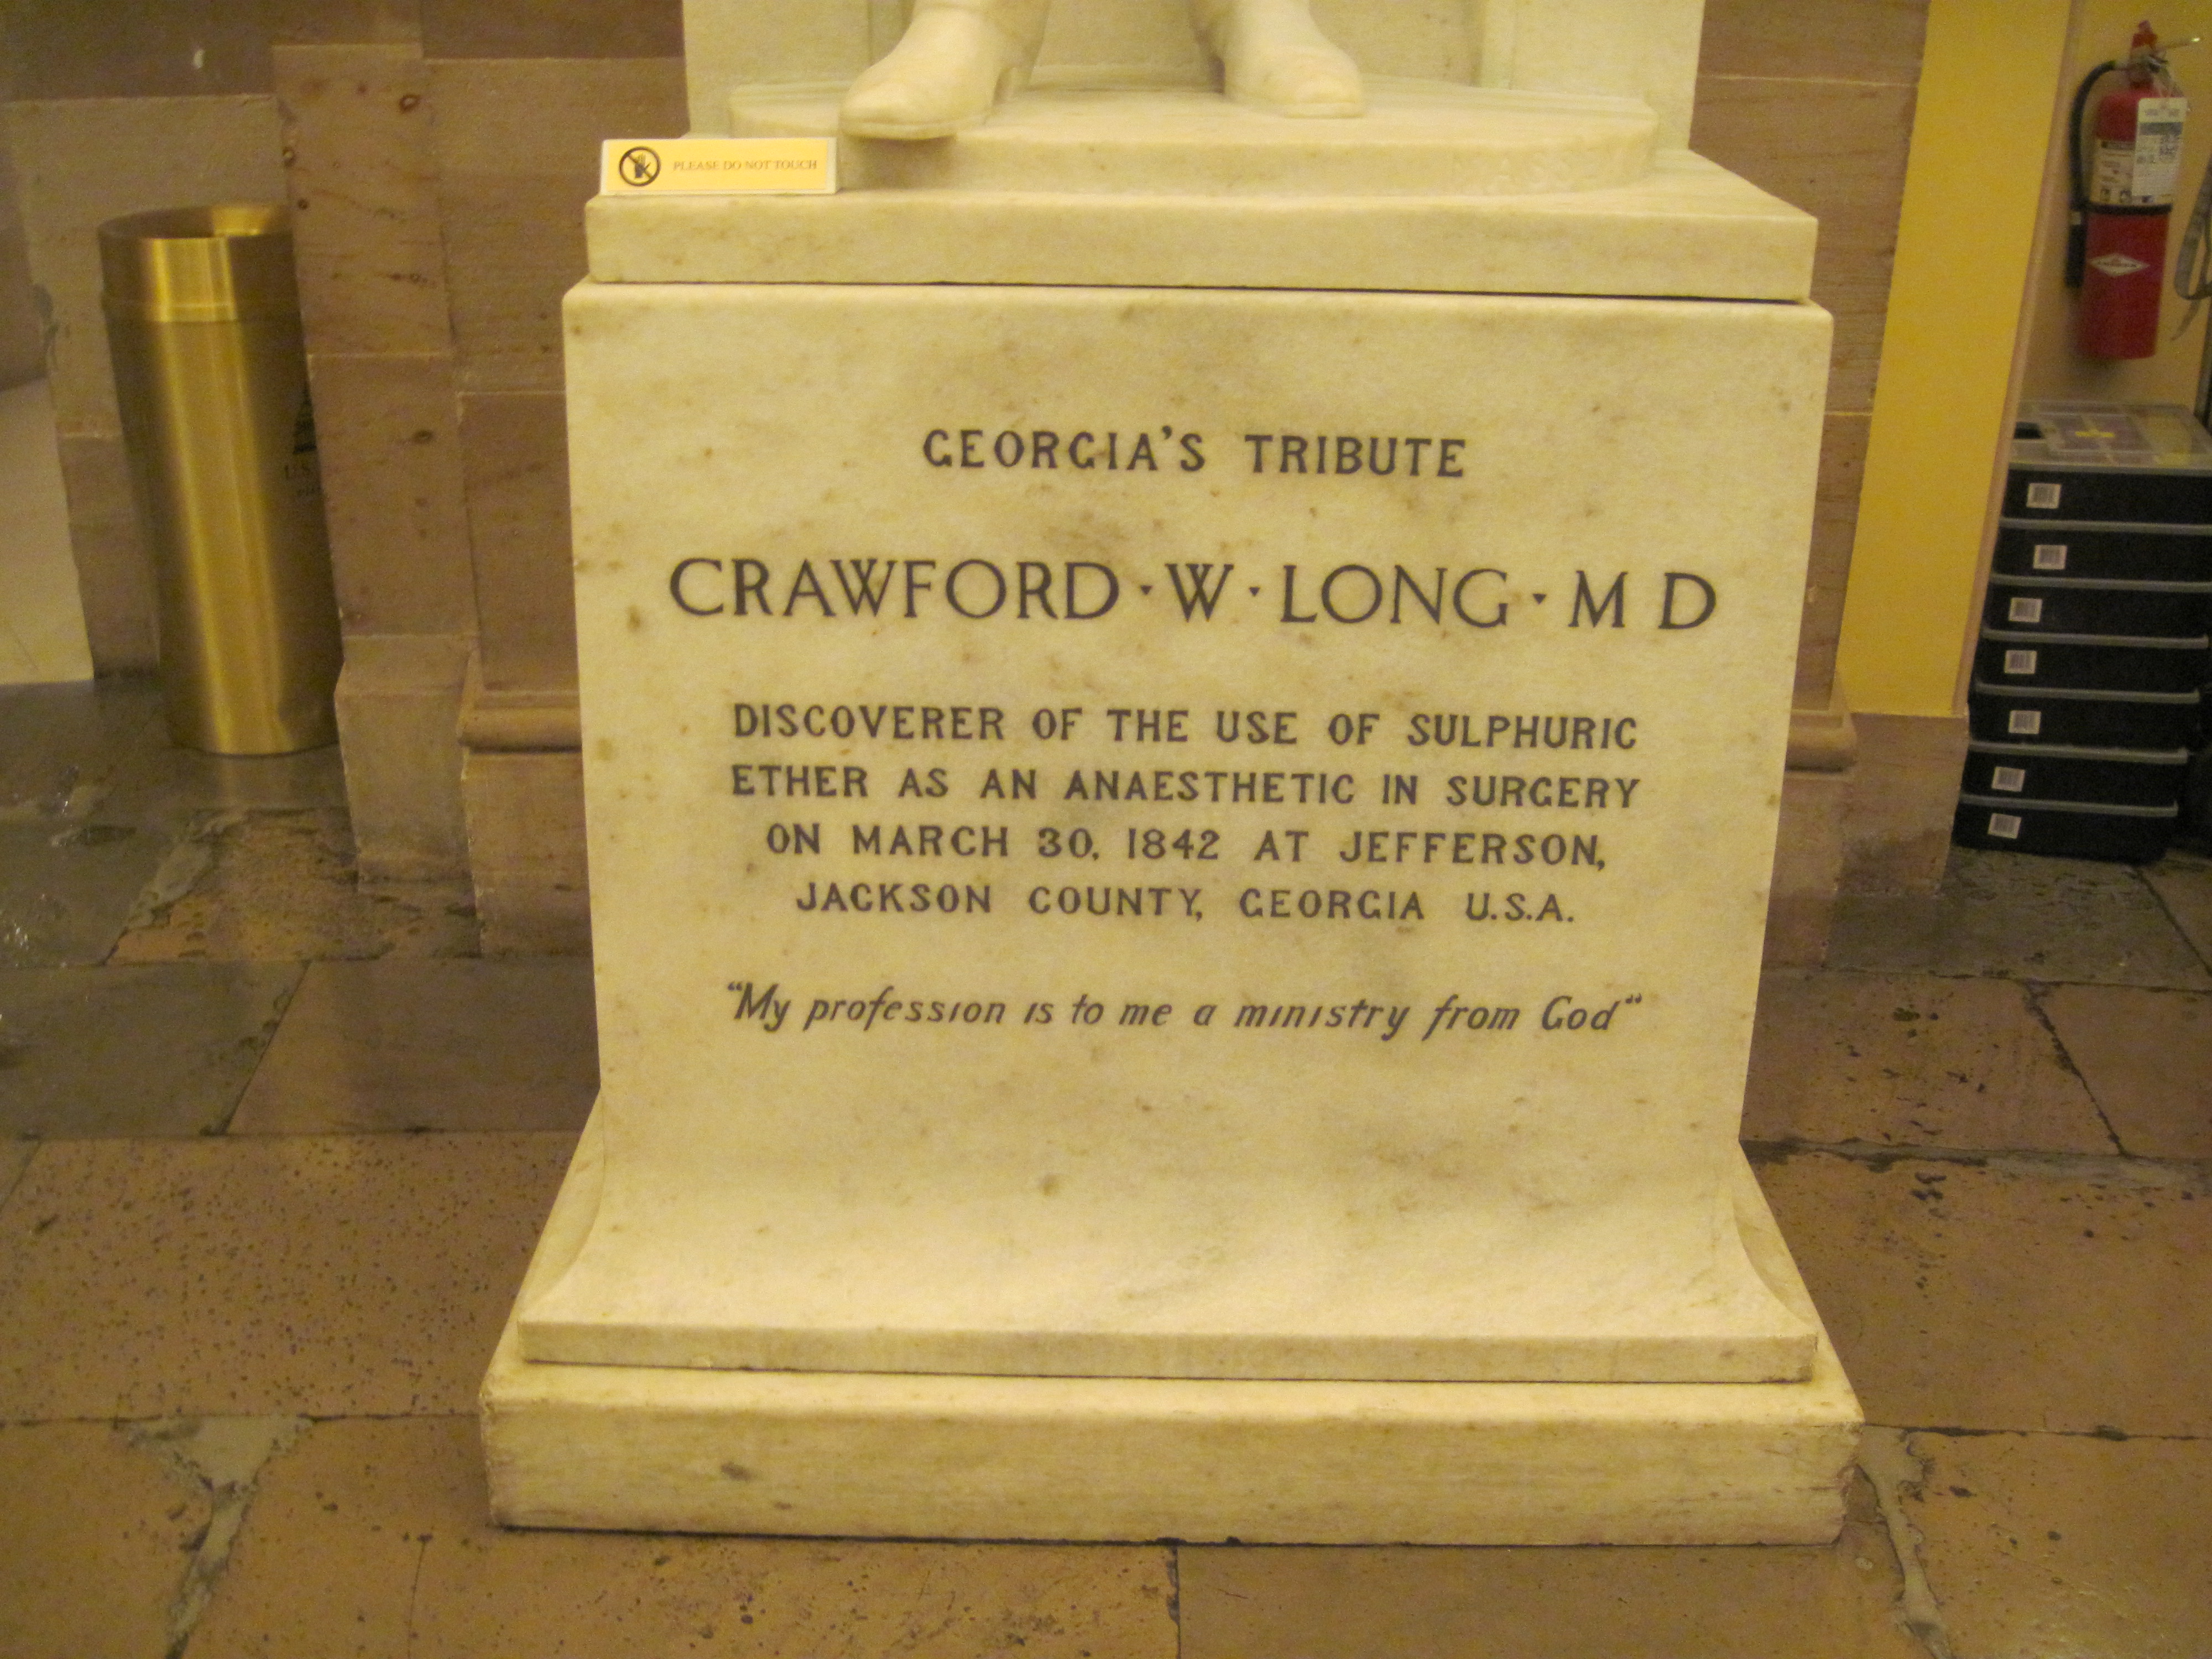 PLEASE DO NOT TOUCH
GEORGIA'S TRIBUTE
CRAWFORD · W · LONG · M D
DISCOVERER OF THE USE OF SULPHURIC
ETHER AS AN ANAESTHETIC IN SURGERY
ON MARCH 30, 1842 AT JEFFERSON,
JACKSON COUNTY, GEORGIA U.S.A.
"My profession is to me a ministry from God"
U.S.